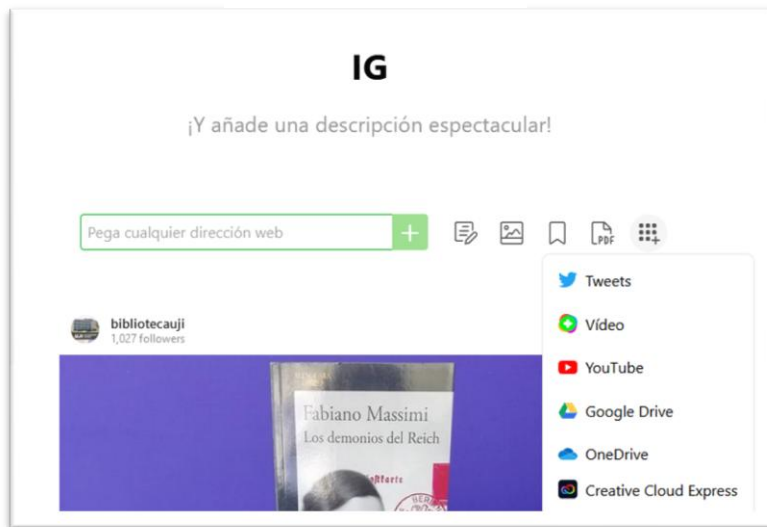 IG
¡Y añade una descripción espectacular!
Pega cualquier dirección web
PDF
Tweets
Vídeo
YouTube
Google Drive
OneDrive
Creative Cloud Express
bibliotecauji
1,027 followers
Fabiano Massimi
Los demonios del Reich